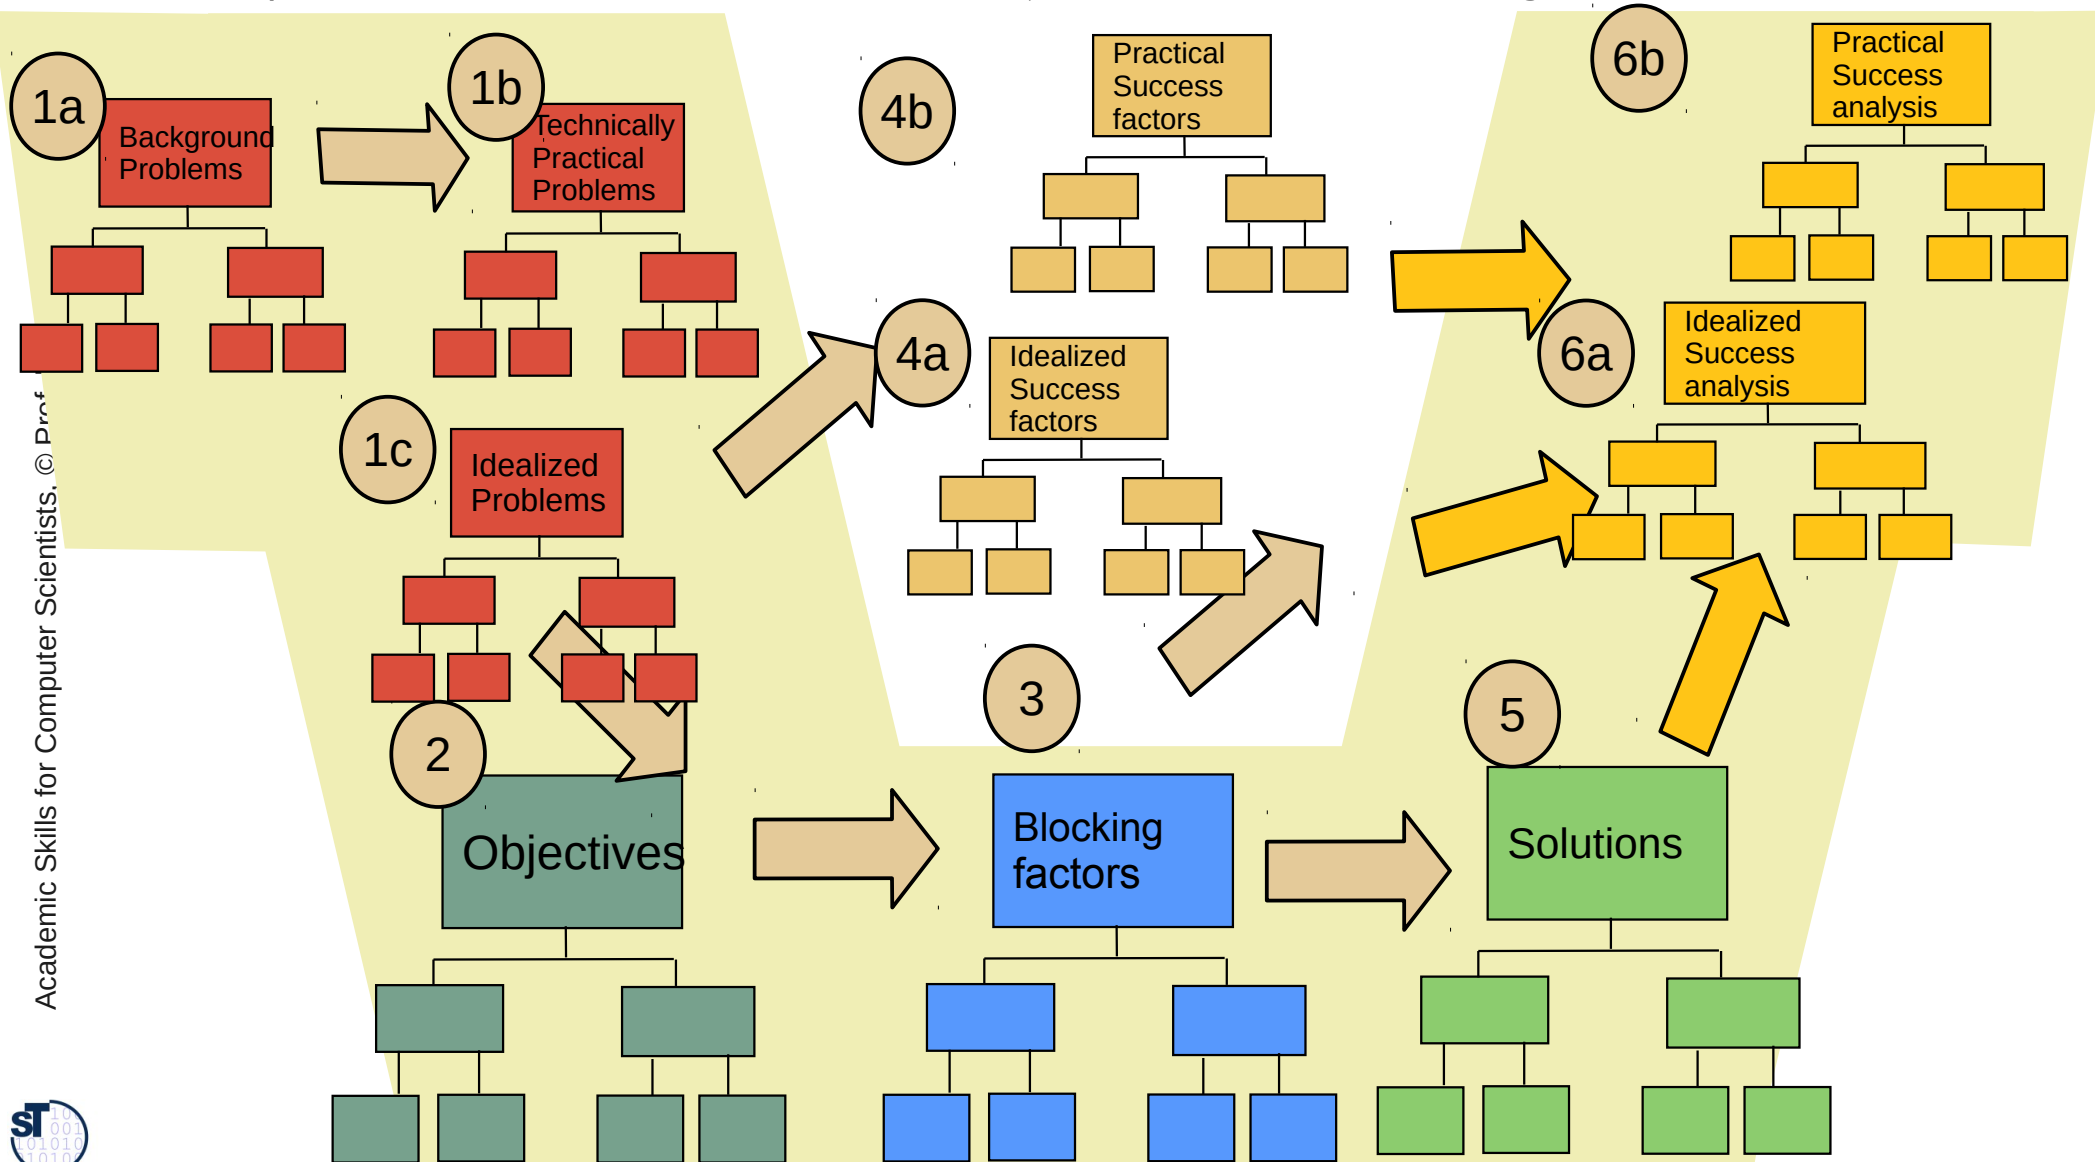 1a
Background
Problems
1b
Technically
Practical
Problems
4b
Practical
Success
factors
6b
Practical
Success
analysis
1c
Idealized
Problems
4a
Idealized
Success
factors
6a
Idealized
Success
analysis
2
Objectives
3
Blocking
factors
5
Solutions
Academic Skills for Computer Scientists, © Prof
sT